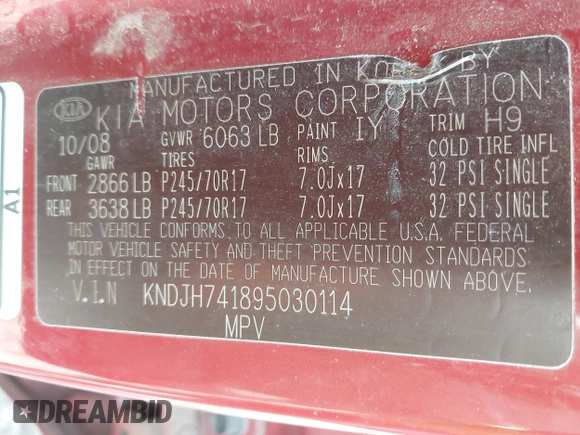 MANUFACTURED IN KOREA BY
KIA KIA MOTORS CORPORATION
10/08 GVWR 6063 LB PAINT IY TRIM H9
GAWR TIRES RIMS COLD TIRE INFL
FRONT 2866 LB P245/70R17 7.0Jx17 32 PSI SINGLE
REAR 3638 LB P245/70R17 7.0Jx17 32 PSI SINGLE
THIS VEHICLE CONFORMS TO ALL APPLICABLE U.S.A. FEDERAL
MOTOR VEHICLE SAFETY AND THEFT PREVENTION STANDARDS
IN EFFECT ON THE DATE OF MANUFACTURE SHOWN ABOVE.
V.I.N KNDJH741895030114
MPV
A1
DREAMBID